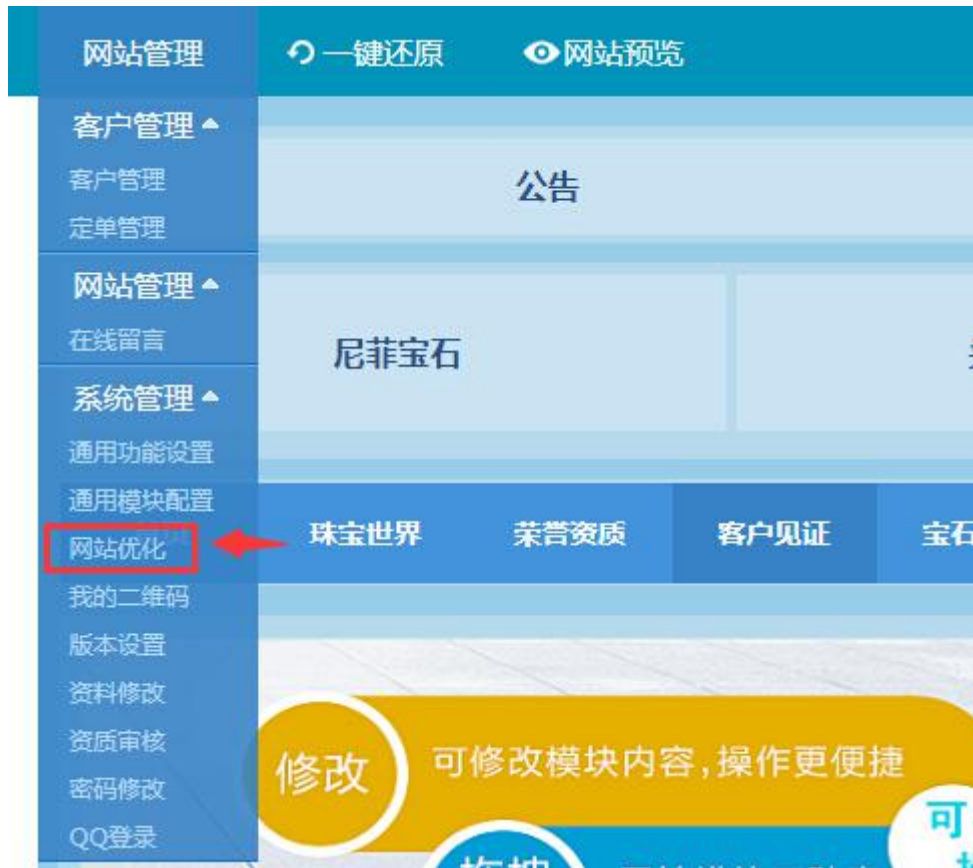 网站管理 一键还原 网站预览
客户管理
客户管理
公告
定单管理
网站管理
在线留言
尼菲宝石
系统管理
通用功能设置
通用模块配置
网站优化
珠宝世界 荣誉资质 客户见证 宝石
我的二维码
版本设置
资料修改
资质审核
密码修改
QQ登录
修改 可修改模块内容,操作更便捷
可